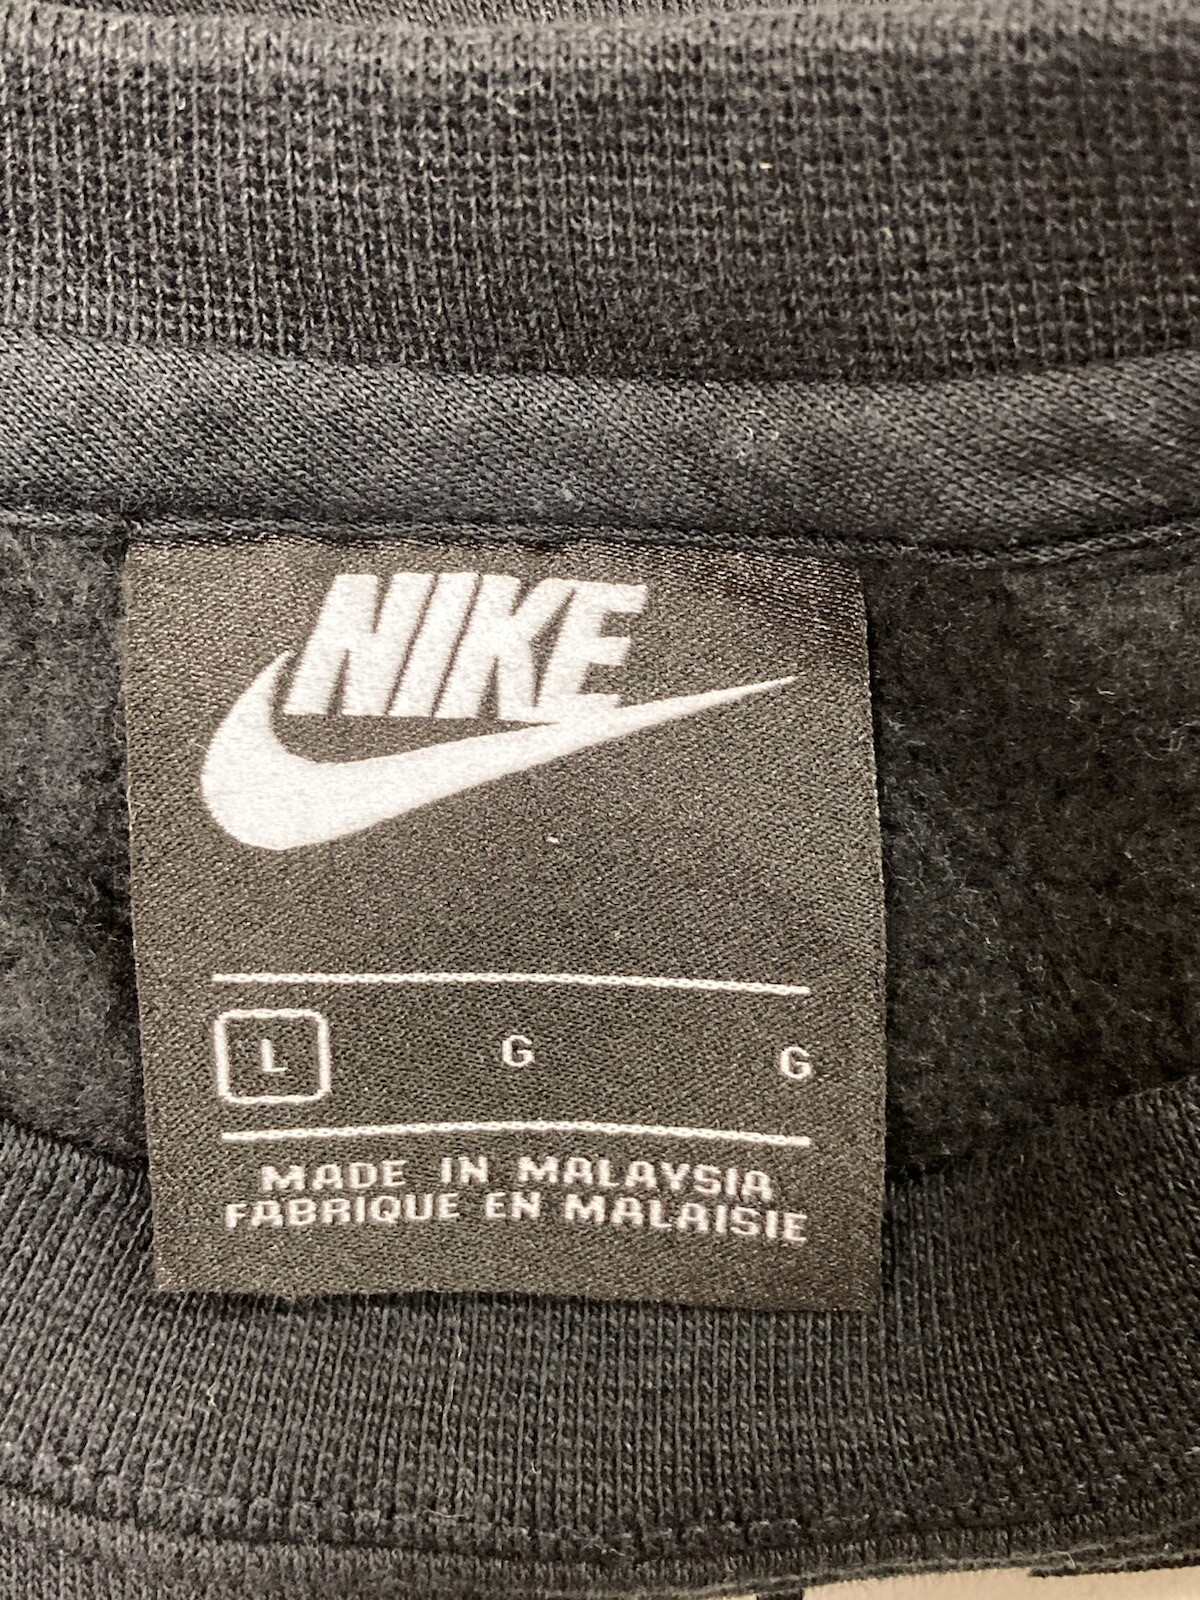 NIKE
L G G
MADE IN MALAYSIA
FABRIQUE EN MALAISIE